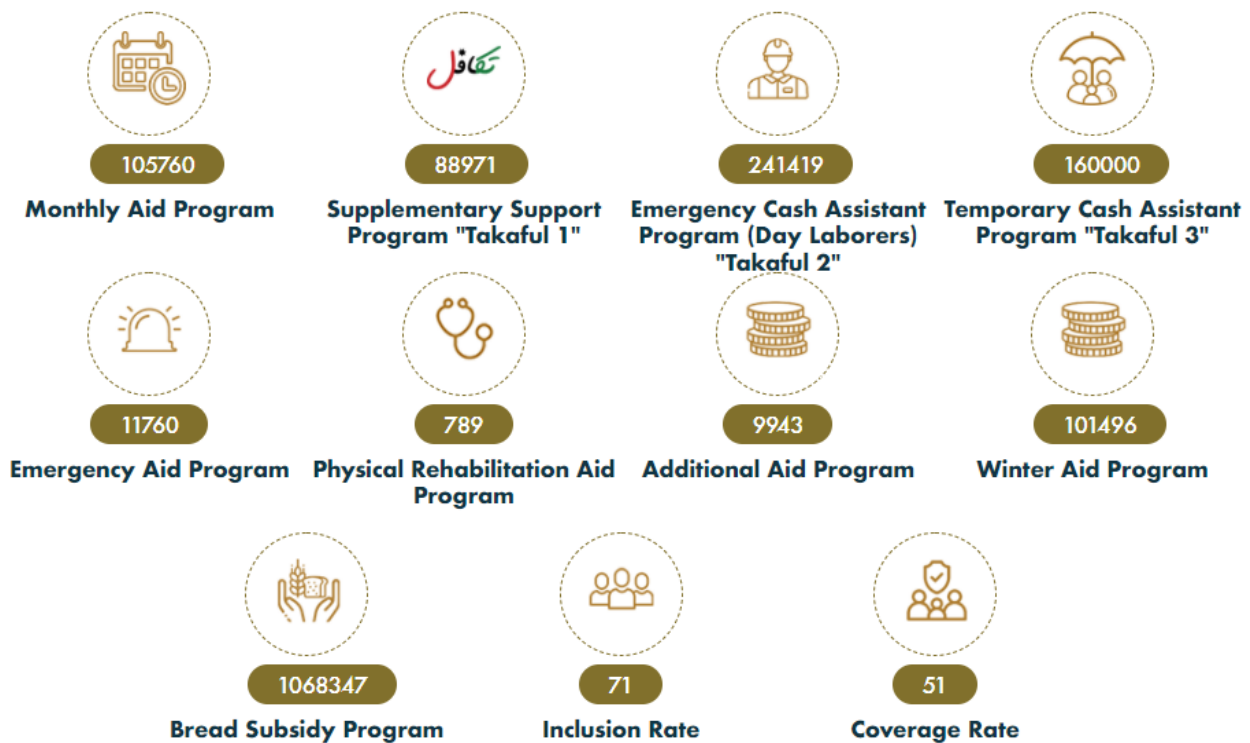 تكافل
105760
88971
241419
160000
Monthly Aid Program
Supplementary Support
Program "Takaful 1"
Emergency Cash Assistant
Program (Day Laborers)
"Takaful 2"
Temporary Cash Assistant
Program "Takaful 3"
11760
789
9943
101496
Emergency Aid Program
Physical Rehabilitation Aid
Program
Additional Aid Program
Winter Aid Program
1068347
71
51
Bread Subsidy Program
Inclusion Rate
Coverage Rate